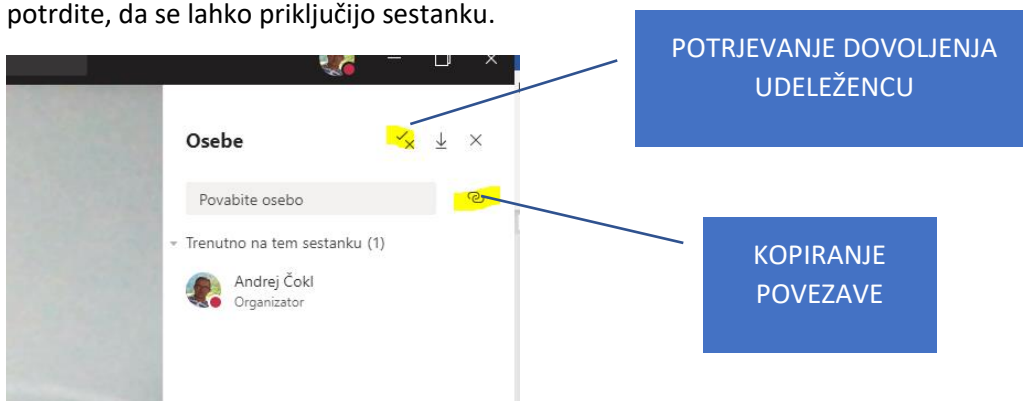 potrdite, da se lahko priključijo sestanku.
POTRJEVANJE DOVOLJENJA
UDELEŽENCU
Osebe
Povabite osebo
Trenutno na tem sestanku (1)
Andrej Čokl
Organizator
KOPIRANJE
POVEZAVE